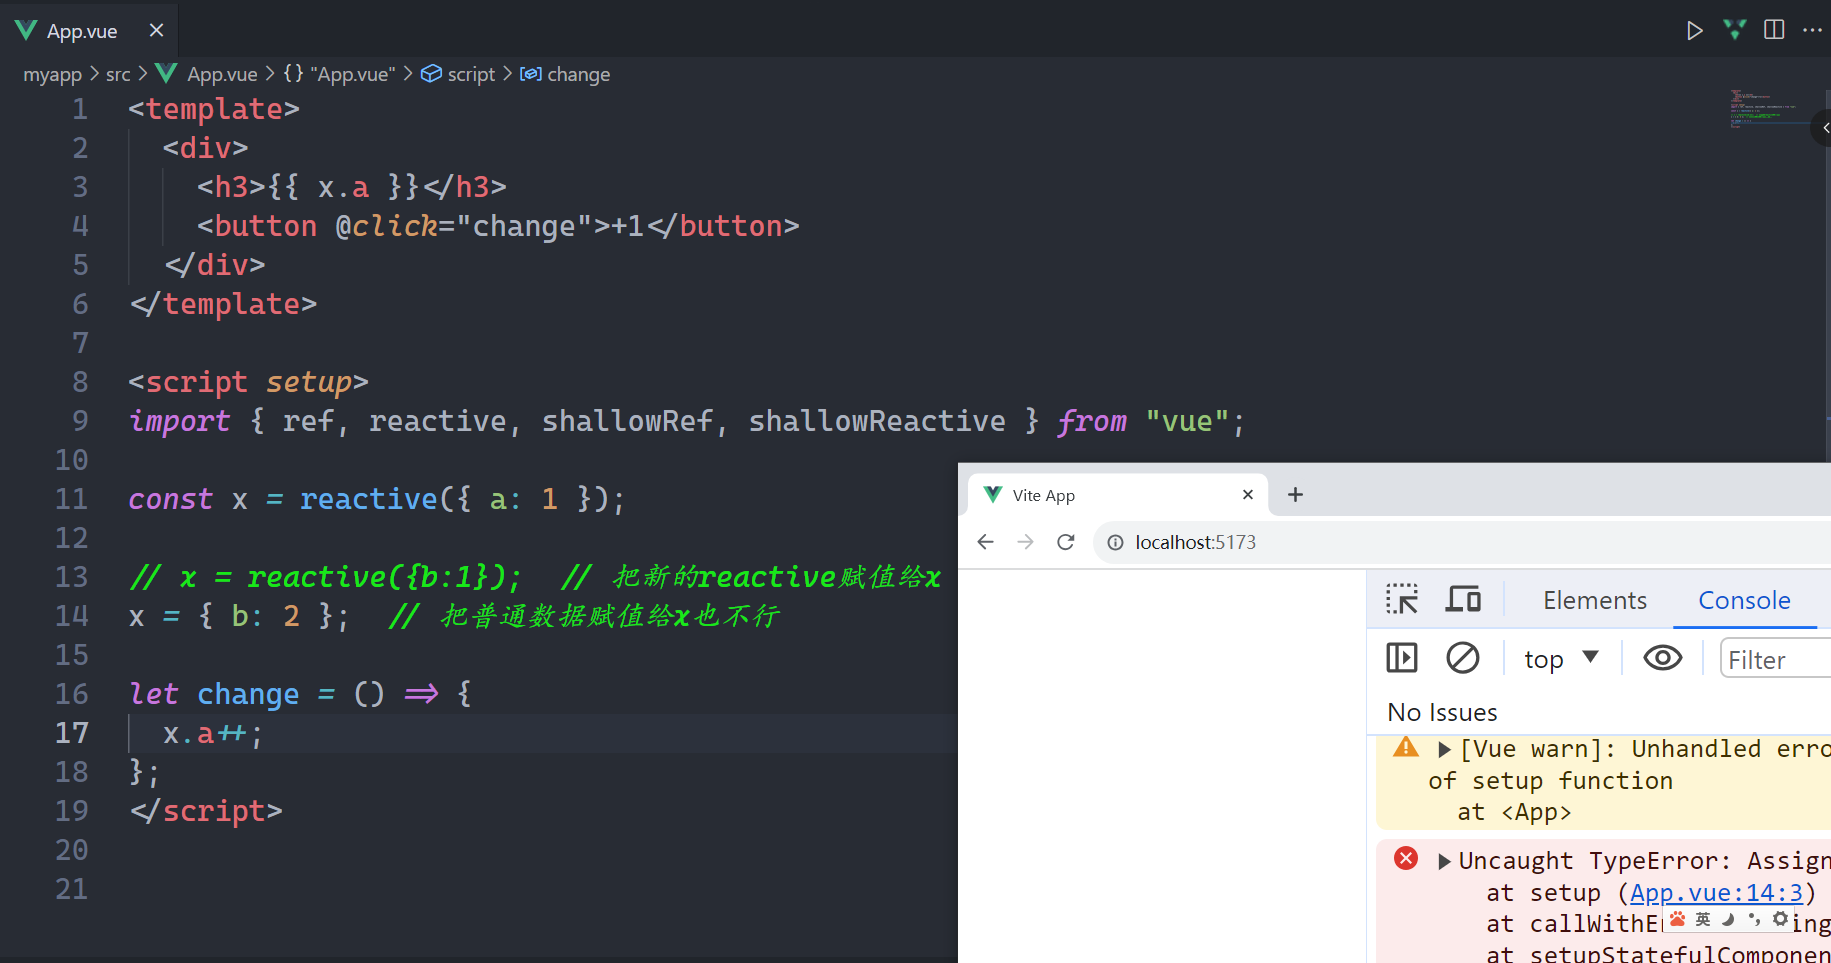 App.vue
myapp > src > App.vue > {} "App.vue" > script > change
1 <template>
2 <div>
3 <h3>{{ x.a }}</h3>
4 <button @click="change">+1</button>
5 </div>
6 </template>
7
8 <script setup>
9 import { ref, reactive, shallowRef, shallowReactive } from "vue";
10
11 const x = reactive({ a: 1 });
12
13 // x = reactive({b:1}); // 把新的reactive赋值给x
14 x = { b: 2 }; // 把普通数据赋值给x也不行
15
16 let change = () => {
17 x.a++;
18 };
19 </script>
20
21
Vite App
localhost:5173
Elements Console
top Filter
No Issues
[Vue warn]: Unhandled erro
of setup function
at <App>
Uncaught TypeError: Assign
at setup (App.vue:14:3)
at callWithE ing
英
at setupStatefulComponen